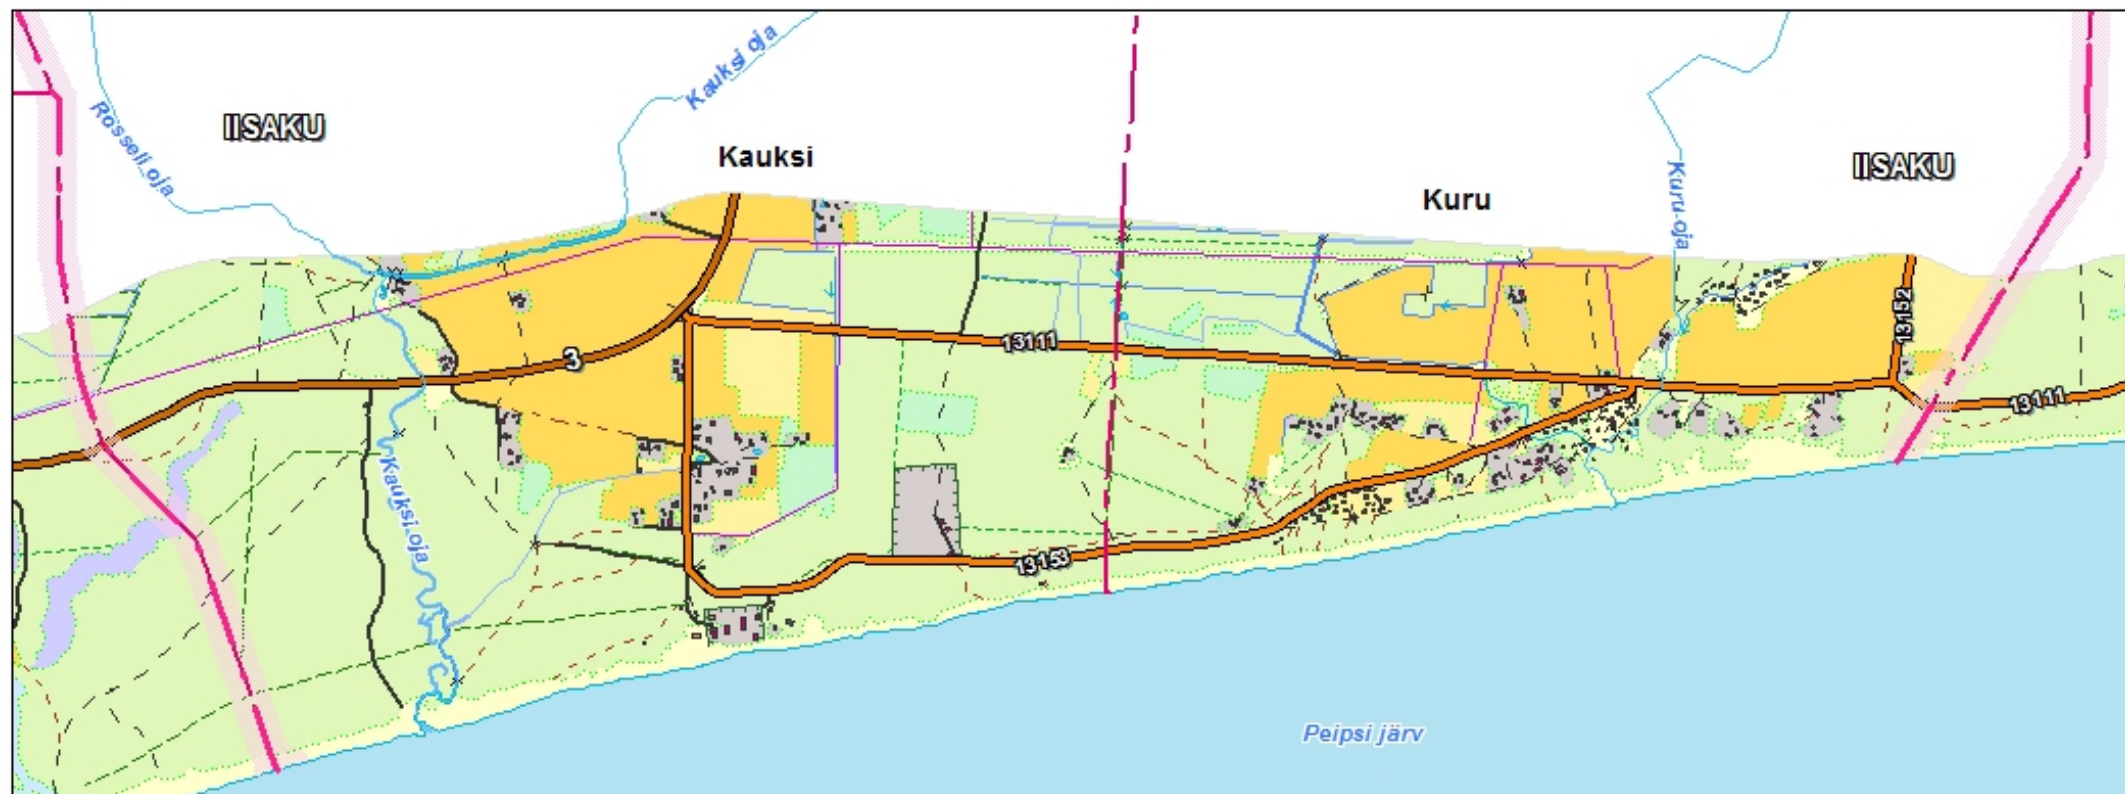 Kauksi oja
Rosseli oja
IISAKU
Kauksi
IISAKU
Kuru
Kuru oja
13152
13111
3
13111
Kauksi oja
13153
Peipsi järv